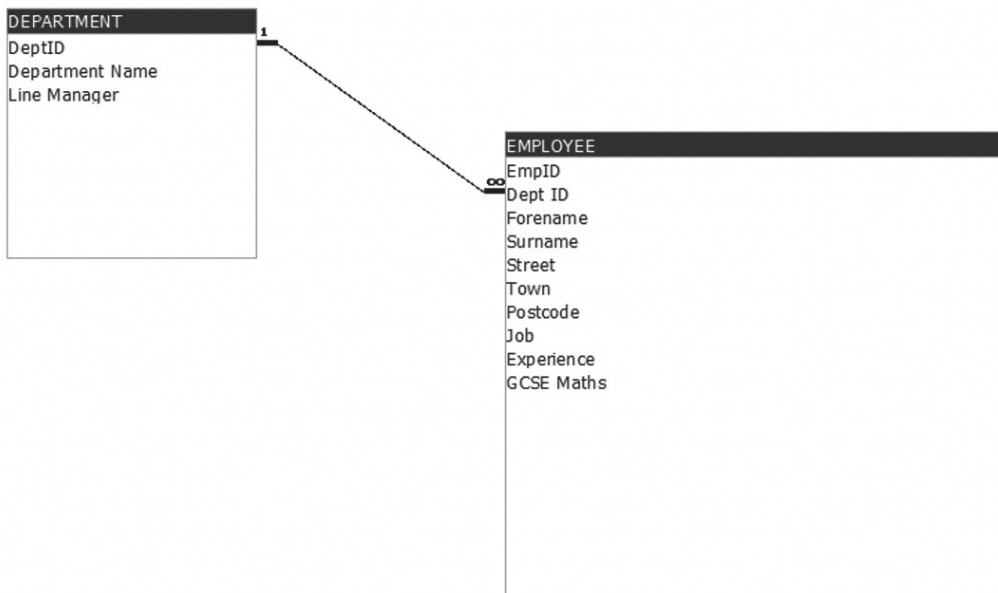 DEPARTMENT
DeptID
Department Name
Line Manager
1
∞
EMPLOYEE
EmpID
Dept ID
Forename
Surname
Street
Town
Postcode
Job
Experience
GCSE Maths